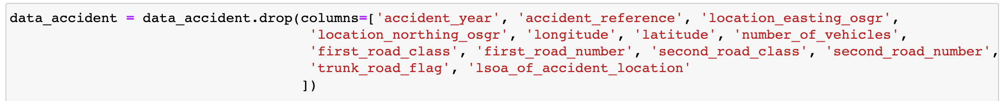 data_accident = data_accident.drop(columns=['accident_year', 'accident_reference', 'location_easting_osgr',
'location_northing_osgr', 'longitude', 'latitude', 'number_of_vehicles',
'first_road_class', 'first_road_number', 'second_road_class', 'second_road_number',
'trunk_road_flag', 'lsoa_of_accident_location'
])